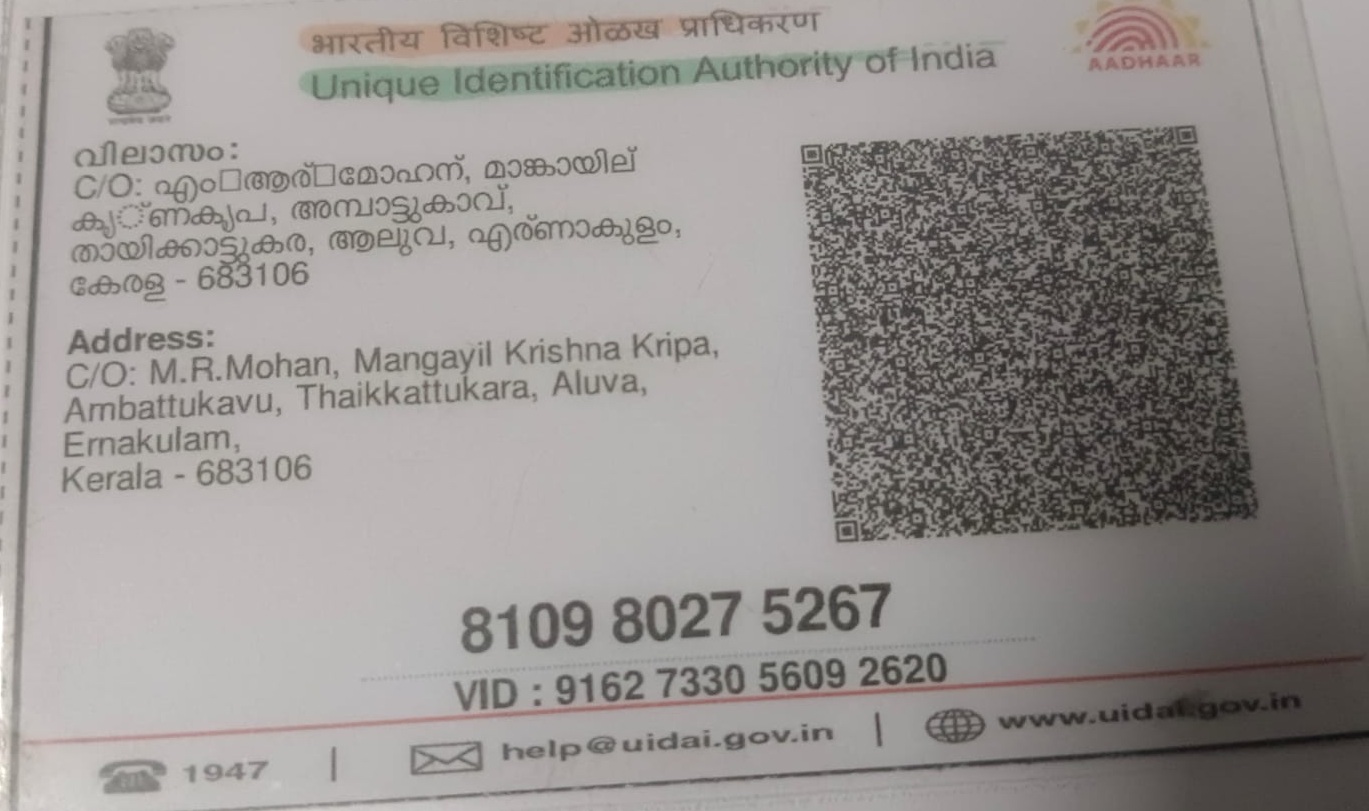 भारतीय विशिष्ट ओळख प्राधिकरण
Unique Identification Authority of India
AADHAAR
വിലാസം:
C/O: എം□ആര്□മോഹന്, മാങ്കായില്
കൃ◌്ണകൃപ, അമ്പാട്ടുകാവ്,
തായിക്കാട്ടുകര, ആലുവ, എര്ണാകുളം,
കേരള - 683106
Address:
C/O: M.R.Mohan, Mangayil Krishna Kripa,
Ambattukavu, Thaikkattukara, Aluva,
Ernakulam,
Kerala - 683106
8109 8027 5267
VID : 9162 7330 5609 2620
1947 | help@uidai.gov.in | www.uidai.gov.in